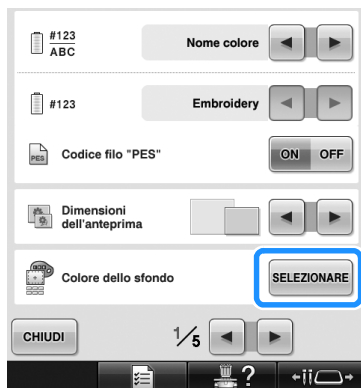 #123
ABC
Nome colore
#123
Embroidery
PES
Codice filo "PES"
ON OFF
Dimensioni
dell'anteprima
Colore dello sfondo
SELEZIONARE
CHIUDI
1/5
?